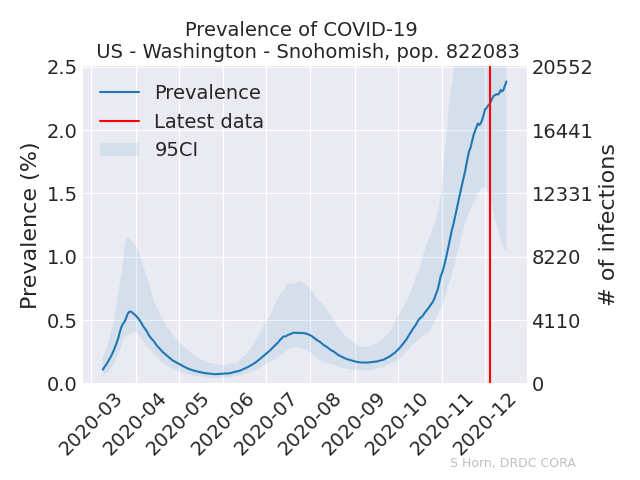 Prevalence of COVID-19
US - Washington - Snohomish, pop. 822083
Prevalence
Latest data
95CI
Prevalence (%)
2.5
2.0
1.5
1.0
0.5
0.0
20552
16441
12331
8220
4110
0
# of infections
2020-03
2020-04
2020-05
2020-06
2020-07
2020-08
2020-09
2020-10
2020-11
2020-12
S Horn, DRDC CORA